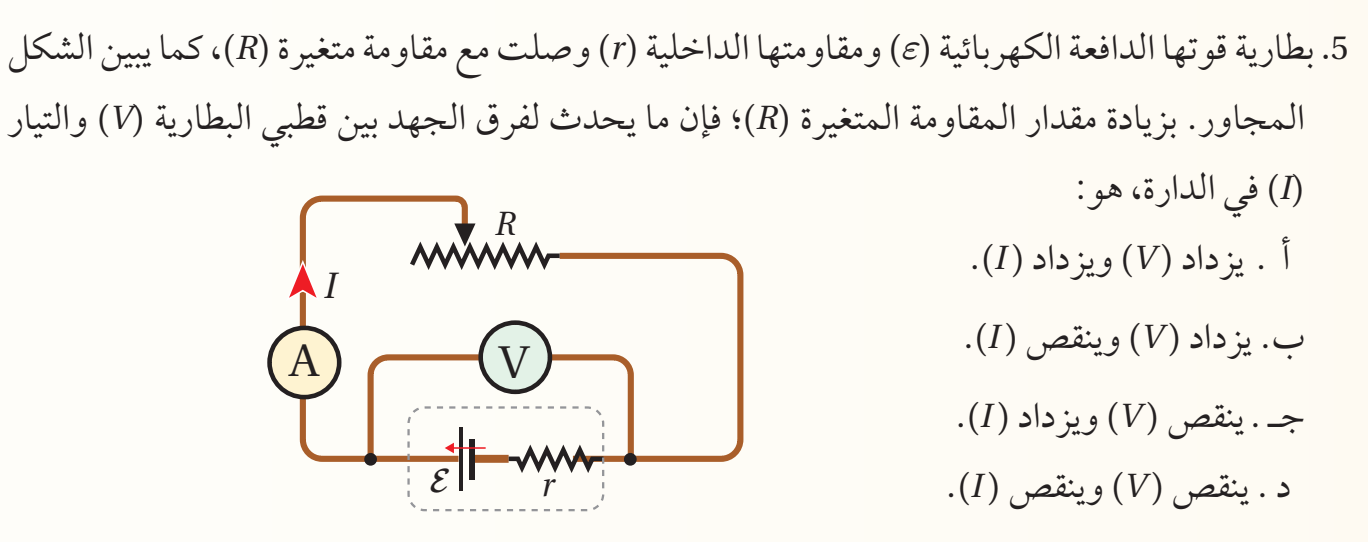 5. بطارية قوتها الدافعة الكهربائية (ε) ومقاومتها الداخلية (r) وصلت مع مقاومة متغيرة (R)، كما يبين الشكل
المجاور. بزيادة مقدار المقاومة المتغيرة (R)؛ فإن ما يحدث لفرق الجهد بين قطبي البطارية (V) والتيار
(I) في الدارة، هو:
أ . يزداد (V) ويزداد (I).
ب. يزداد (V) وينقص (I).
جـ . ينقص (V) ويزداد (I).
د . ينقص (V) وينقص (I).
R
I
A
V
ε
r